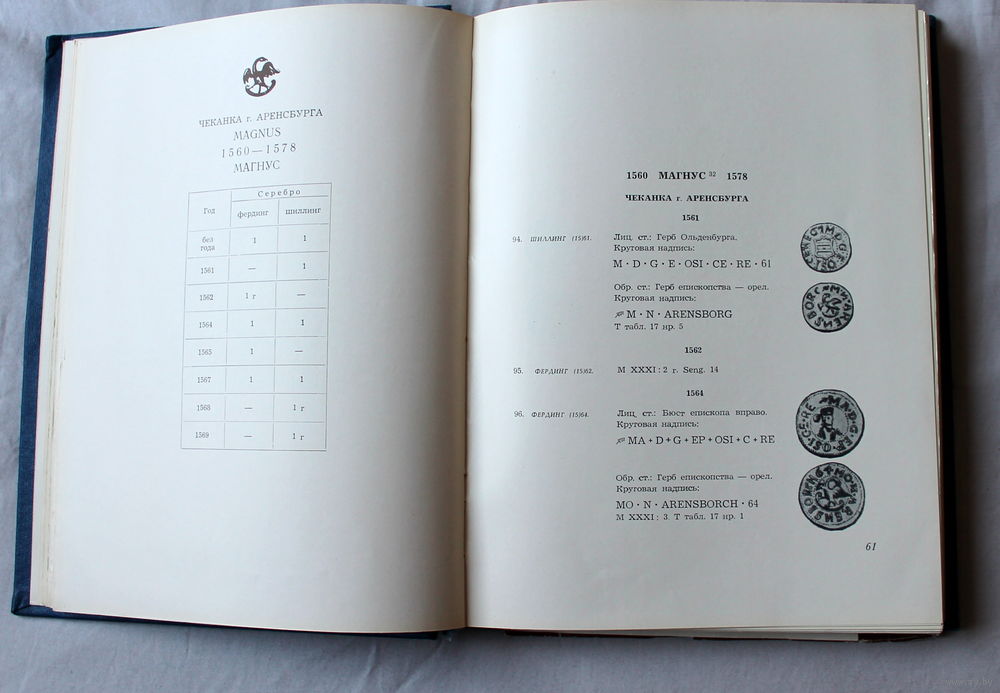 ЧЕКАНКА г. АРЕНСБУРГА
MAGNUS
1560—1578
МАГНУС
Год Серебро
фердинг шиллинг
без года 1 1
1561 — 1
1562 1 г —
1564 1 1
1565 1 —
1567 1 1
1568 — 1 г
1569 — 1 г
1560 МАГНУС 32 1578
ЧЕКАНКА г. АРЕНСБУРГА
1561
94. ШИЛЛИНГ (15)61. Лиц. ст.: Герб Ольденбурга.
Круговая надпись:
M · D · G · E · OSI · CE · RE · 61
Обр. ст.: Герб епископства — орел.
Круговая надпись:
M · N · ARENSBORG
Т табл. 17 нр. 5
1562
95. ФЕРДИНГ (15)62. М XXXI: 2 г. Seng. 14
1564
96. ФЕРДИНГ (15)64. Лиц. ст.: Бюст епископа вправо.
Круговая надпись:
MA + D + G + EP + OSI + C + RE
Обр. ст.: Герб епископства — орел.
Круговая надпись:
MO · N · ARENSBORCH · 64
М XXXI: 3. Т табл. 17 нр. 1
61